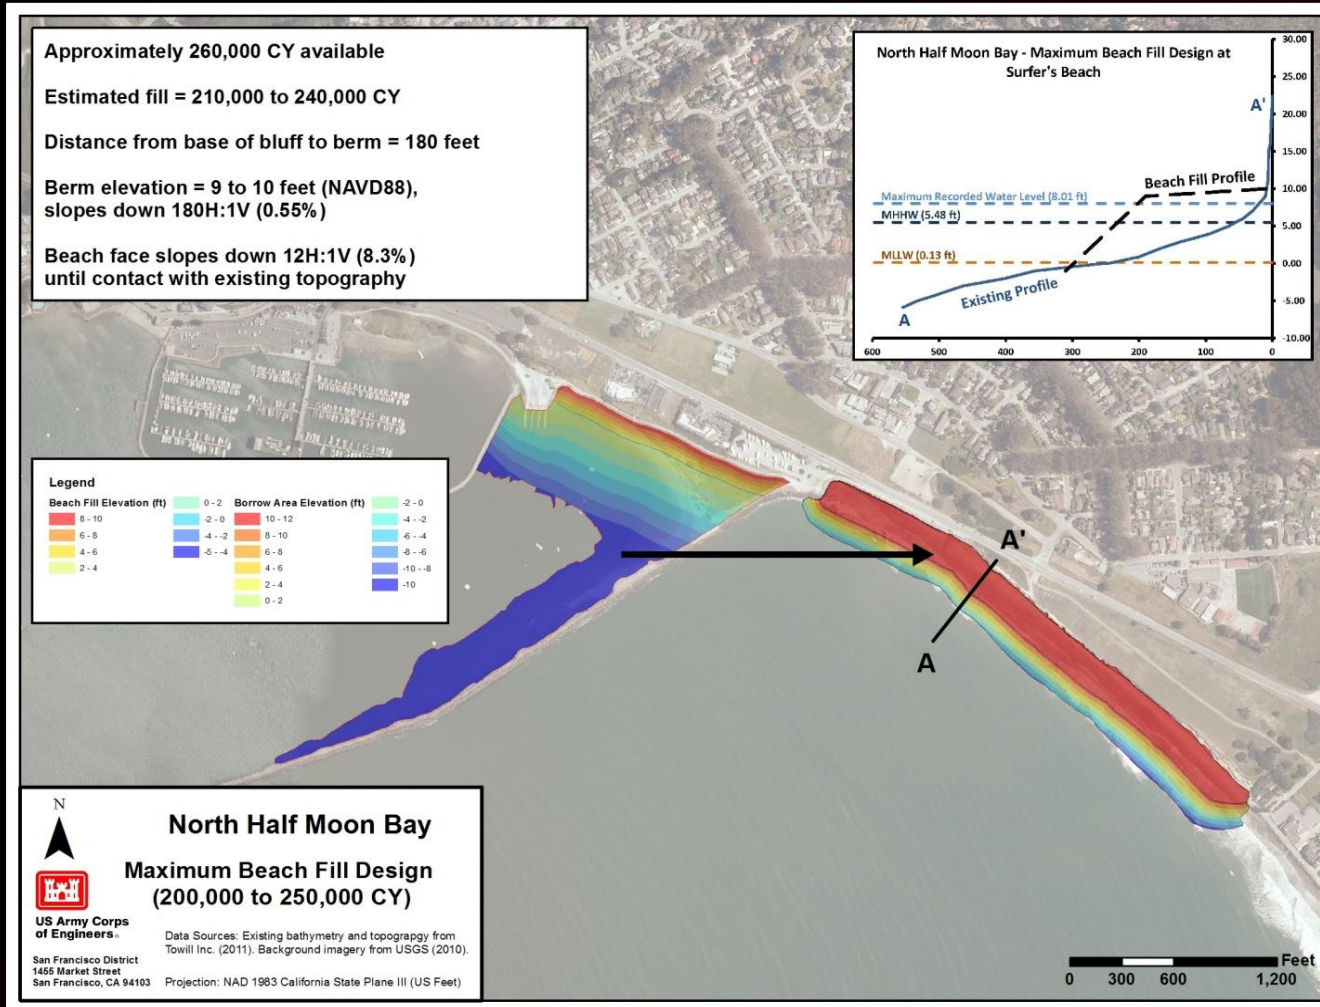 Approximately 260,000 CY available
Estimated fill = 210,000 to 240,000 CY
Distance from base of bluff to berm = 180 feet
Berm elevation = 9 to 10 feet (NAVD88),
slopes down 180H:1V (0.55%)
Beach face slopes down 12H:1V (8.3%)
until contact with existing topography
North Half Moon Bay - Maximum Beach Fill Design at
Surfer's Beach
30.00
25.00
20.00
15.00
10.00
5.00
0.00
-5.00
-10.00
A'
Beach Fill Profile
Maximum Recorded Water Level (8.01 ft)
MHHW (5.48 ft)
MLLW (0.13 ft)
Existing Profile
A
600 500 400 300 200 100 0
Legend
Beach Fill Elevation (ft)
8 - 10
6 - 8
4 - 6
2 - 4
0 - 2
-2 - 0
-4 - -2
-5 - -4
Borrow Area Elevation (ft)
10 - 12
8 - 10
6 - 8
4 - 6
2 - 4
0 - 2
-2 - 0
-4 - -2
-6 - -4
-8 - -6
-10 - -8
-10
A'
A
N
North Half Moon Bay
Maximum Beach Fill Design
(200,000 to 250,000 CY)
US Army Corps
of Engineers®
San Francisco District
1455 Market Street
San Francisco, CA 94103
Data Sources: Existing bathymetry and topograpgy from
Towill Inc. (2011). Background imagery from USGS (2010).
Projection: NAD 1983 California State Plane III (US Feet)
Feet
0 300 600 1,200